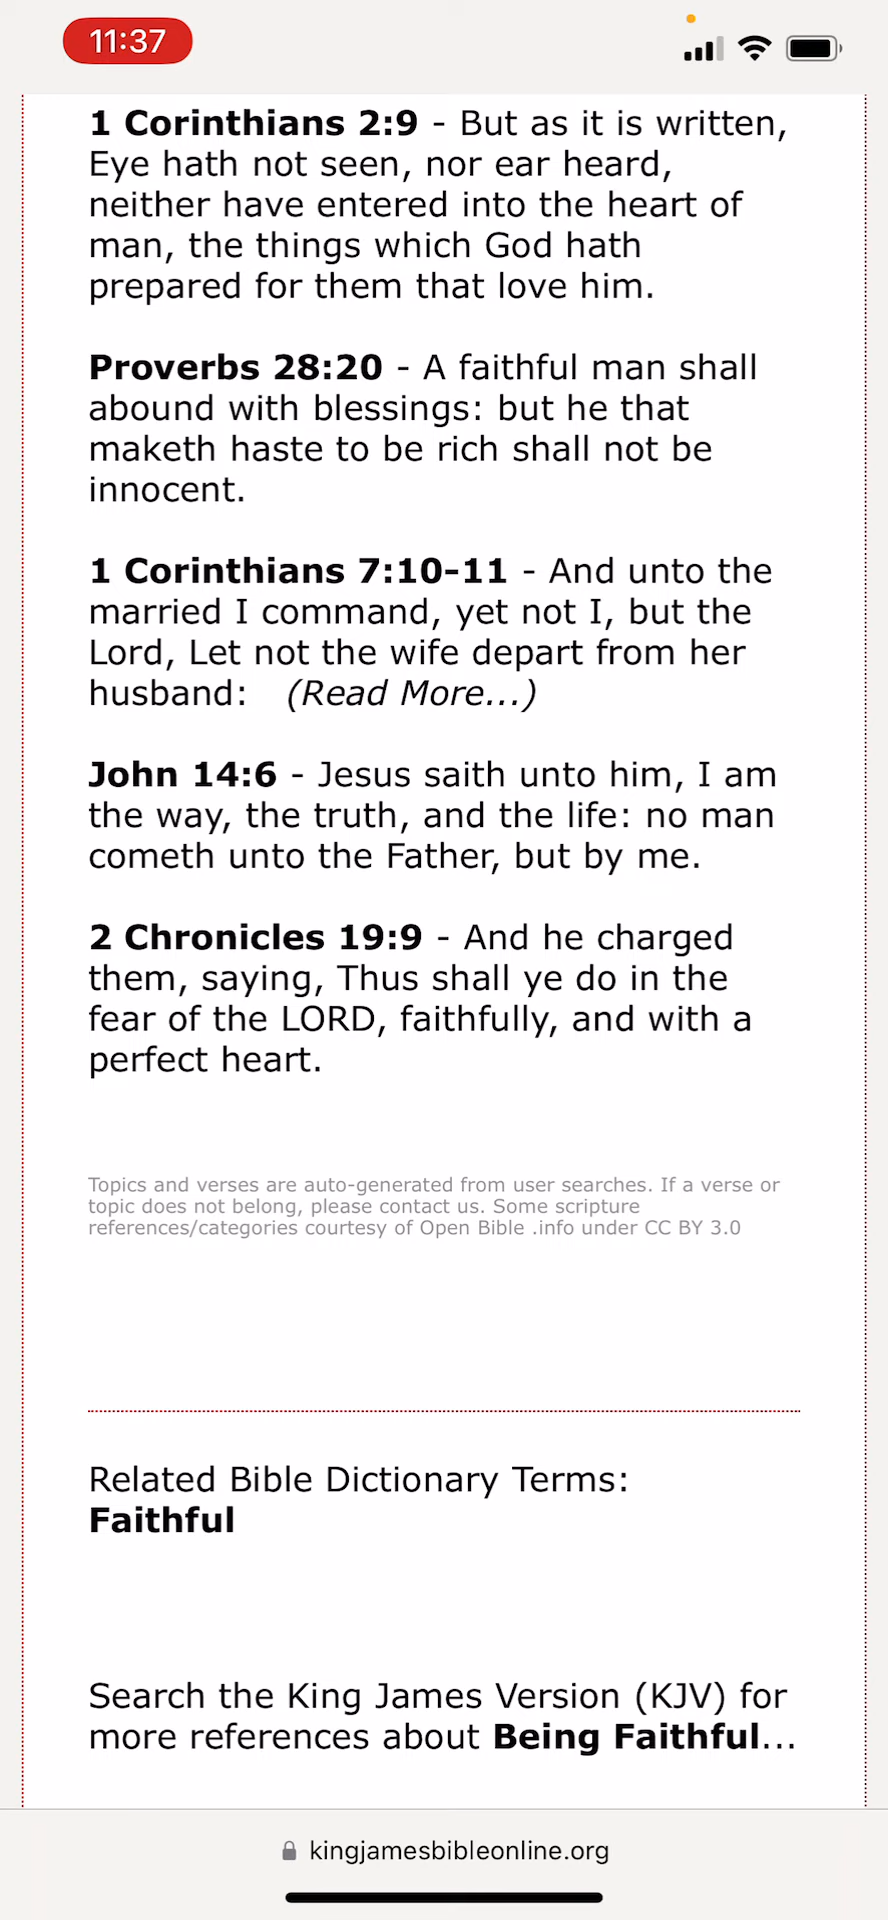 11:37
1 Corinthians 2:9 - But as it is written,
Eye hath not seen, nor ear heard,
neither have entered into the heart of
man, the things which God hath
prepared for them that love him.
Proverbs 28:20 - A faithful man shall
abound with blessings: but he that
maketh haste to be rich shall not be
innocent.
1 Corinthians 7:10-11 - And unto the
married I command, yet not I, but the
Lord, Let not the wife depart from her
husband: (Read More...)
John 14:6 - Jesus saith unto him, I am
the way, the truth, and the life: no man
cometh unto the Father, but by me.
2 Chronicles 19:9 - And he charged
them, saying, Thus shall ye do in the
fear of the LORD, faithfully, and with a
perfect heart.
Topics and verses are auto-generated from user searches. If a verse or
topic does not belong, please contact us. Some scripture
references/categories courtesy of Open Bible .info under CC BY 3.0
Related Bible Dictionary Terms:
Faithful
Search the King James Version (KJV) for
more references about Being Faithful...
kingjamesbibleonline.org